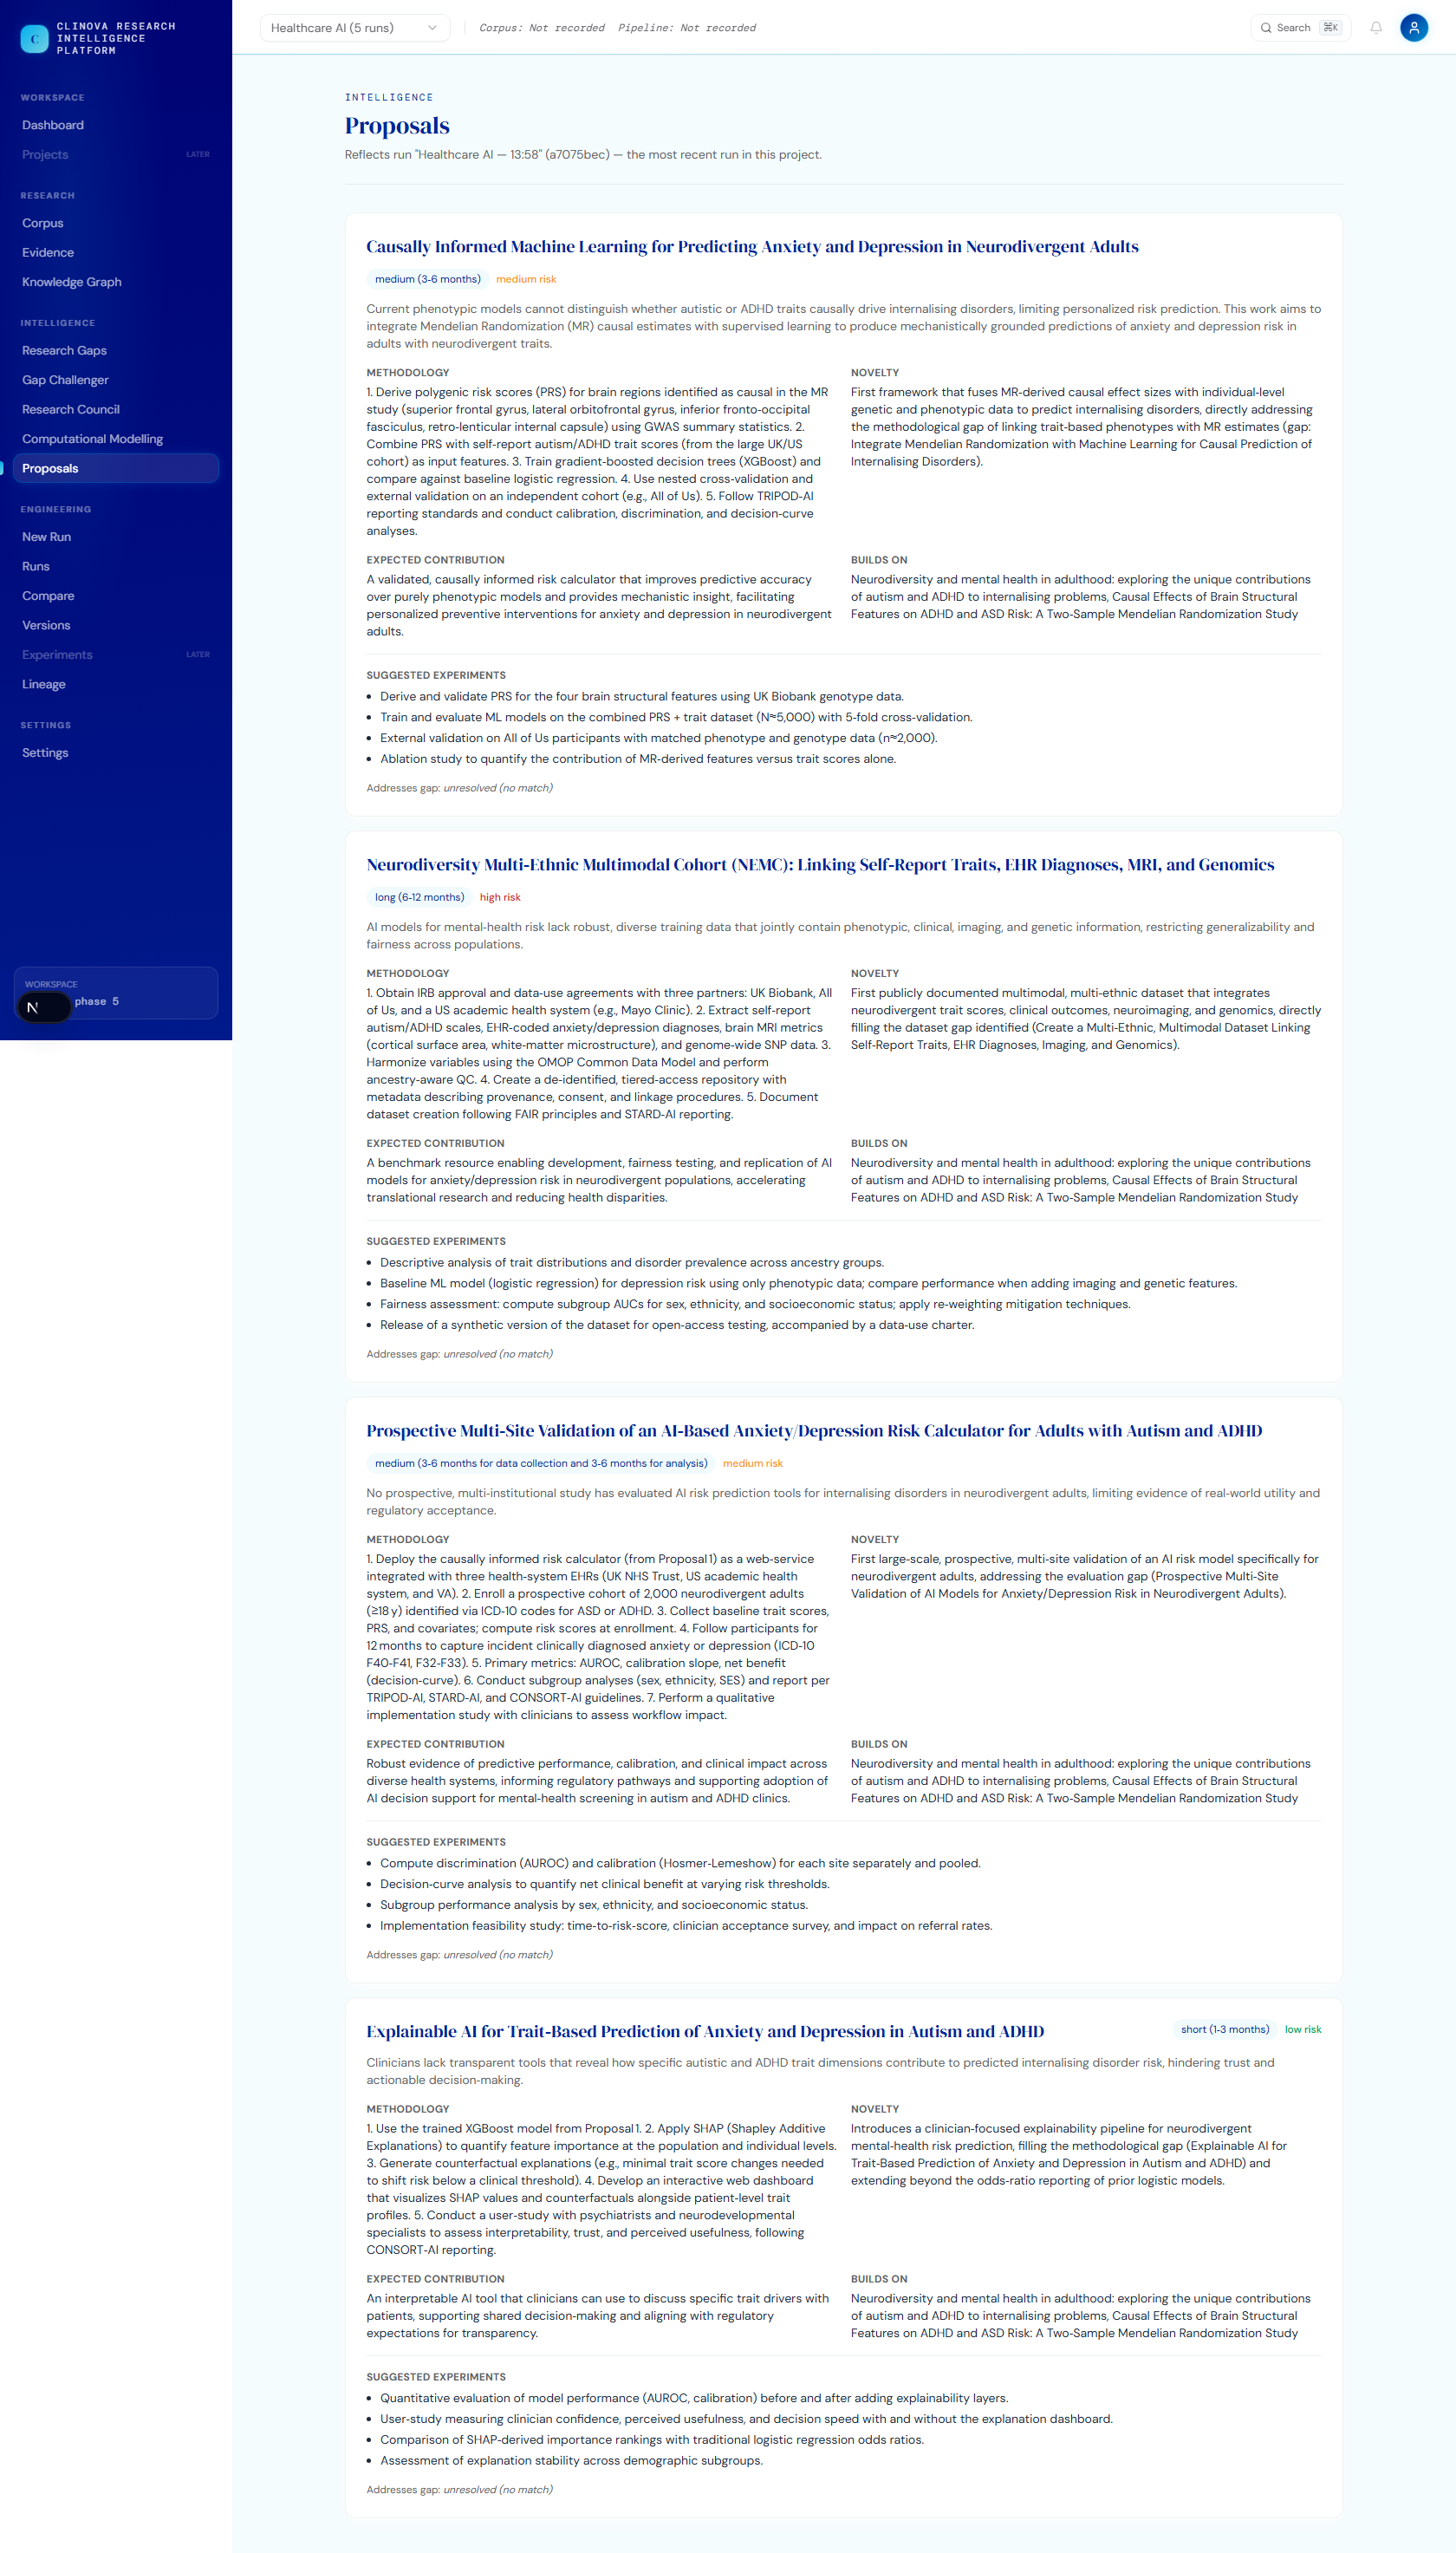 C
CLINOVA RESEARCH
INTELLIGENCE
PLATFORM
WORKSPACE
Dashboard
Projects LATER
RESEARCH
Corpus
Evidence
Knowledge Graph
INTELLIGENCE
Research Gaps
Gap Challenger
Research Council
Computational Modelling
Proposals
ENGINEERING
New Run
Runs
Compare
Versions
Experiments LATER
Lineage
SETTINGS
Settings
WORKSPACE
phase 5
N
Healthcare AI (5 runs)
Corpus: Not recorded Pipeline: Not recorded
Search ⌘K
INTELLIGENCE
Proposals
Reflects run "Healthcare AI — 13:58" (a7075bec) — the most recent run in this project.
Causally Informed Machine Learning for Predicting Anxiety and Depression in Neurodivergent Adults
medium (3-6 months) medium risk
Current phenotypic models cannot distinguish whether autistic or ADHD traits causally drive internalising disorders, limiting personalized risk prediction. This work aims to
integrate Mendelian Randomization (MR) causal estimates with supervised learning to produce mechanistically grounded predictions of anxiety and depression risk in
adults with neurodivergent traits.
METHODOLOGY
1. Derive polygenic risk scores (PRS) for brain regions identified as causal in the MR
study (superior frontal gyrus, lateral orbitofrontal gyrus, inferior fronto-occipital
fasciculus, retro-lenticular internal capsule) using GWAS summary statistics. 2.
Combine PRS with self-report autism/ADHD trait scores (from the large UK/US
cohort) as input features. 3. Train gradient-boosted decision trees (XGBoost) and
compare against baseline logistic regression. 4. Use nested cross-validation and
external validation on an independent cohort (e.g., All of Us). 5. Follow TRIPOD-AI
reporting standards and conduct calibration, discrimination, and decision-curve
analyses.
NOVELTY
First framework that fuses MR-derived causal effect sizes with individual-level
genetic and phenotypic data to predict internalising disorders, directly addressing
the methodological gap of linking trait-based phenotypes with MR estimates (gap:
Integrate Mendelian Randomization with Machine Learning for Causal Prediction of
Internalising Disorders).
EXPECTED CONTRIBUTION
A validated, causally informed risk calculator that improves predictive accuracy
over purely phenotypic models and provides mechanistic insight, facilitating
personalized preventive interventions for anxiety and depression in neurodivergent
adults.
BUILDS ON
Neurodiversity and mental health in adulthood: exploring the unique contributions
of autism and ADHD to internalising problems, Causal Effects of Brain Structural
Features on ADHD and ASD Risk: A Two-Sample Mendelian Randomization Study
SUGGESTED EXPERIMENTS
• Derive and validate PRS for the four brain structural features using UK Biobank genotype data.
• Train and evaluate ML models on the combined PRS + trait dataset (N≈5,000) with 5-fold cross-validation.
• External validation on All of Us participants with matched phenotype and genotype data (n≈2,000).
• Ablation study to quantify the contribution of MR-derived features versus trait scores alone.
Addresses gap: unresolved (no match)
Neurodiversity Multi-Ethnic Multimodal Cohort (NEMC): Linking Self-Report Traits, EHR Diagnoses, MRI, and Genomics
long (6-12 months) high risk
AI models for mental-health risk lack robust, diverse training data that jointly contain phenotypic, clinical, imaging, and genetic information, restricting generalizability and
fairness across populations.
METHODOLOGY
1. Obtain IRB approval and data-use agreements with three partners: UK Biobank, All
of Us, and a US academic health system (e.g., Mayo Clinic). 2. Extract self-report
autism/ADHD scales, EHR-coded anxiety/depression diagnoses, brain MRI metrics
(cortical surface area, white-matter microstructure), and genome-wide SNP data. 3.
Harmonize variables using the OMOP Common Data Model and perform
ancestry-aware QC. 4. Create a de-identified, tiered-access repository with
metadata describing provenance, consent, and linkage procedures. 5. Document
dataset creation following FAIR principles and STARD-AI reporting.
NOVELTY
First publicly documented multimodal, multi-ethnic dataset that integrates
neurodivergent trait scores, clinical outcomes, neuroimaging, and genomics, directly
filling the dataset gap identified (Create a Multi-Ethnic, Multimodal Dataset Linking
Self-Report Traits, EHR Diagnoses, Imaging, and Genomics).
EXPECTED CONTRIBUTION
A benchmark resource enabling development, fairness testing, and replication of AI
models for anxiety/depression risk in neurodivergent populations, accelerating
translational research and reducing health disparities.
BUILDS ON
Neurodiversity and mental health in adulthood: exploring the unique contributions
of autism and ADHD to internalising problems, Causal Effects of Brain Structural
Features on ADHD and ASD Risk: A Two-Sample Mendelian Randomization Study
SUGGESTED EXPERIMENTS
• Descriptive analysis of trait distributions and disorder prevalence across ancestry groups.
• Baseline ML model (logistic regression) for depression risk using only phenotypic data; compare performance when adding imaging and genetic features.
• Fairness assessment: compute subgroup AUCs for sex, ethnicity, and socioeconomic status; apply re-weighting mitigation techniques.
• Release of a synthetic version of the dataset for open-access testing, accompanied by a data-use charter.
Addresses gap: unresolved (no match)
Prospective Multi-Site Validation of an AI-Based Anxiety/Depression Risk Calculator for Adults with Autism and ADHD
medium (3-6 months for data collection and 3-6 months for analysis) medium risk
No prospective, multi-institutional study has evaluated AI risk prediction tools for internalising disorders in neurodivergent adults, limiting evidence of real-world utility and
regulatory acceptance.
METHODOLOGY
1. Deploy the causally informed risk calculator (from Proposal 1) as a web-service
integrated with three health-system EHRs (UK NHS Trust, US academic health
system, and VA). 2. Enroll a prospective cohort of 2,000 neurodivergent adults
(≥18 y) identified via ICD-10 codes for ASD or ADHD. 3. Collect baseline trait scores,
PRS, and covariates; compute risk scores at enrollment. 4. Follow participants for
12 months to capture incident clinically diagnosed anxiety or depression (ICD-10
F40-F41, F32-F33). 5. Primary metrics: AUROC, calibration slope, net benefit
(decision-curve). 6. Conduct subgroup analyses (sex, ethnicity, SES) and report per
TRIPOD-AI, STARD-AI, and CONSORT-AI guidelines. 7. Perform a qualitative
implementation study with clinicians to assess workflow impact.
NOVELTY
First large-scale, prospective, multi-site validation of an AI risk model specifically for
neurodivergent adults, addressing the evaluation gap (Prospective Multi-Site
Validation of AI Models for Anxiety/Depression Risk in Neurodivergent Adults).
EXPECTED CONTRIBUTION
Robust evidence of predictive performance, calibration, and clinical impact across
diverse health systems, informing regulatory pathways and supporting adoption of
AI decision support for mental-health screening in autism and ADHD clinics.
BUILDS ON
Neurodiversity and mental health in adulthood: exploring the unique contributions
of autism and ADHD to internalising problems, Causal Effects of Brain Structural
Features on ADHD and ASD Risk: A Two-Sample Mendelian Randomization Study
SUGGESTED EXPERIMENTS
• Compute discrimination (AUROC) and calibration (Hosmer-Lemeshow) for each site separately and pooled.
• Decision-curve analysis to quantify net clinical benefit at varying risk thresholds.
• Subgroup performance analysis by sex, ethnicity, and socioeconomic status.
• Implementation feasibility study: time-to-risk-score, clinician acceptance survey, and impact on referral rates.
Addresses gap: unresolved (no match)
Explainable AI for Trait-Based Prediction of Anxiety and Depression in Autism and ADHD
short (1-3 months) low risk
Clinicians lack transparent tools that reveal how specific autistic and ADHD trait dimensions contribute to predicted internalising disorder risk, hindering trust and
actionable decision-making.
METHODOLOGY
1. Use the trained XGBoost model from Proposal 1. 2. Apply SHAP (Shapley Additive
Explanations) to quantify feature importance at the population and individual levels.
3. Generate counterfactual explanations (e.g., minimal trait score changes needed
to shift risk below a clinical threshold). 4. Develop an interactive web dashboard
that visualizes SHAP values and counterfactuals alongside patient-level trait
profiles. 5. Conduct a user-study with psychiatrists and neurodevelopmental
specialists to assess interpretability, trust, and perceived usefulness, following
CONSORT-AI reporting.
NOVELTY
Introduces a clinician-focused explainability pipeline for neurodivergent
mental-health risk prediction, filling the methodological gap (Explainable AI for
Trait-Based Prediction of Anxiety and Depression in Autism and ADHD) and
extending beyond the odds-ratio reporting of prior logistic models.
EXPECTED CONTRIBUTION
An interpretable AI tool that clinicians can use to discuss specific trait drivers with
patients, supporting shared decision-making and aligning with regulatory
expectations for transparency.
BUILDS ON
Neurodiversity and mental health in adulthood: exploring the unique contributions
of autism and ADHD to internalising problems, Causal Effects of Brain Structural
Features on ADHD and ASD Risk: A Two-Sample Mendelian Randomization Study
SUGGESTED EXPERIMENTS
• Quantitative evaluation of model performance (AUROC, calibration) before and after adding explainability layers.
• User-study measuring clinician confidence, perceived usefulness, and decision speed with and without the explanation dashboard.
• Comparison of SHAP-derived importance rankings with traditional logistic regression odds ratios.
• Assessment of explanation stability across demographic subgroups.
Addresses gap: unresolved (no match)